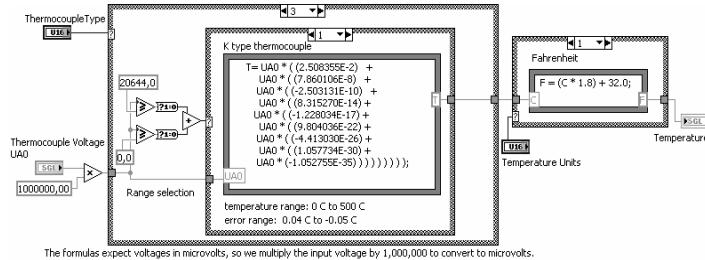 ThermocoupleType
U16
3
1
K type thermocouple
T= UA0 * ( (2.508355E-2) +
UA0 * ( (7.860106E-8) +
UA0 * ( (-2.503131E-10) +
UA0 * ( (8.315270E-14) +
UA0 * ( (-1.228034E-17) +
UA0 * ( (9.804036E-22) +
UA0 * ( (-4.413030E-26) +
UA0 * ( (1.057734E-30) +
UA0 * (-1.052755E-35) ) ) ) ) ) ) ) );
T
UA0
temperature range: 0 C to 500 C
error range: 0.04 C to -0.05 C
20644,0
≥
?1:0
≥
?1:0
+
0,0
Range selection
Thermocouple Voltage
UA0
SGL
×
1000000,00
1
Fahrenheit
F = (C * 1.8) + 32.0;
C
F
U16
Temperature Units
SGL
Temperature
The formulas expect voltages in microvolts, so we multiply the input voltage by 1,000,000 to convert to microvolts.